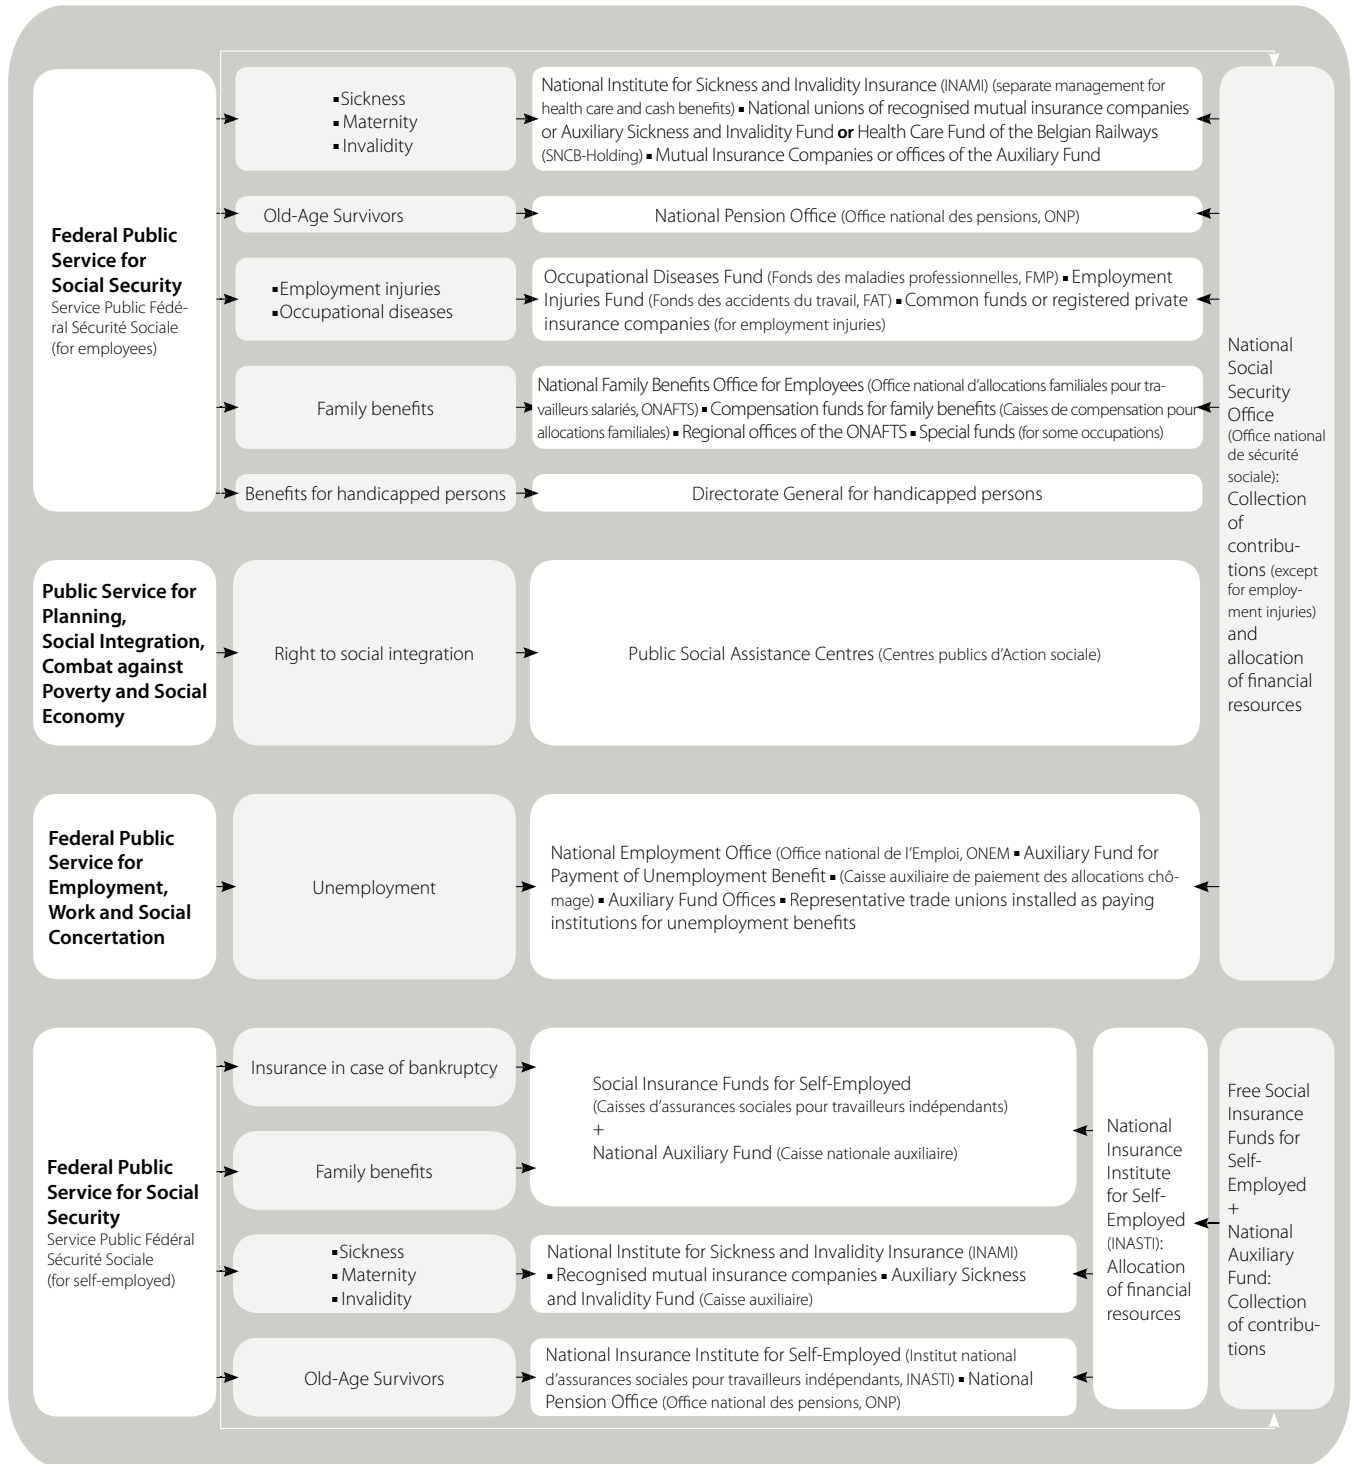 Federal Public
Service for
Social Security
Service Public Fédé-
ral Sécurité Sociale
(for employees)
▪Sickness
▪ Maternity
▪ Invalidity
National Institute for Sickness and Invalidity Insurance (INAMI) (separate management for
health care and cash benefits) ▪ National unions of recognised mutual insurance companies
or Auxiliary Sickness and Invalidity Fund or Health Care Fund of the Belgian Railways
(SNCB-Holding) ▪ Mutual Insurance Companies or offices of the Auxiliary Fund
Old-Age Survivors
National Pension Office (Office national des pensions, ONP)
▪Employment injuries
▪Occupational diseases
Occupational Diseases Fund (Fonds des maladies professionnelles, FMP) ▪ Employment
Injuries Fund (Fonds des accidents du travail, FAT) ▪ Common funds or registered private
insurance companies (for employment injuries)
Family benefits
National Family Benefits Office for Employees (Office national d’allocations familiales pour tra-
vailleurs salariés, ONAFTS) ▪ Compensation funds for family benefits (Caisses de compensation pour
allocations familiales) ▪ Regional offices of the ONAFTS ▪ Special funds (for some occupations)
Benefits for handicapped persons
Directorate General for handicapped persons
National
Social
Security
Office
(Office national
de sécurité
sociale):
Collection
of
contribu-
tions (except
for employ-
ment injuries)
and
allocation
of financial
resources
Public Service for
Planning,
Social Integration,
Combat against
Poverty and Social
Economy
Right to social integration
Public Social Assistance Centres (Centres publics d’Action sociale)
Federal Public
Service for
Employment,
Work and Social
Concertation
Unemployment
National Employment Office (Office national de l’Emploi, ONEM ▪ Auxiliary Fund for
Payment of Unemployment Benefit ▪ (Caisse auxiliaire de paiement des allocations chô-
mage) ▪ Auxiliary Fund Offices ▪ Representative trade unions installed as paying
institutions for unemployment benefits
Federal Public
Service for Social
Security
Service Public Fédéral
Sécurité Sociale
(for self-employed)
Insurance in case of bankruptcy
Family benefits
Social Insurance Funds for Self-Employed
(Caisses d’assurances sociales pour travailleurs indépendants)
+
National Auxiliary Fund (Caisse nationale auxiliaire)
▪Sickness
▪ Maternity
▪ Invalidity
National Institute for Sickness and Invalidity Insurance (INAMI)
▪ Recognised mutual insurance companies ▪ Auxiliary Sickness
and Invalidity Fund (Caisse auxiliaire)
Old-Age Survivors
National Insurance Institute for Self-Employed (Institut national
d’assurances sociales pour travailleurs indépendants, INASTI) ▪ National
Pension Office (Office national des pensions, ONP)
National
Insurance
Institute
for Self-
Employed
(INASTI):
Allocation
of financial
resources
Free Social
Insurance
Funds for
Self-
Employed
+
National
Auxiliary
Fund:
Collection
of contribu-
tions